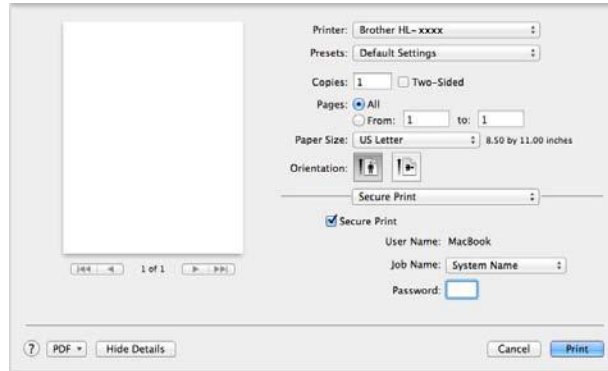 Printer: Brother HL-xxxx
Presets: Default Settings
Copies: 1 Two-Sided
Pages: All
From: 1 to: 1
Paper Size: US Letter 8.50 by 11.00 inches
Orientation:
Secure Print
Secure Print
User Name: MacBook
1 of 1
Job Name: System Name
Password:
? PDF Hide Details Cancel Print